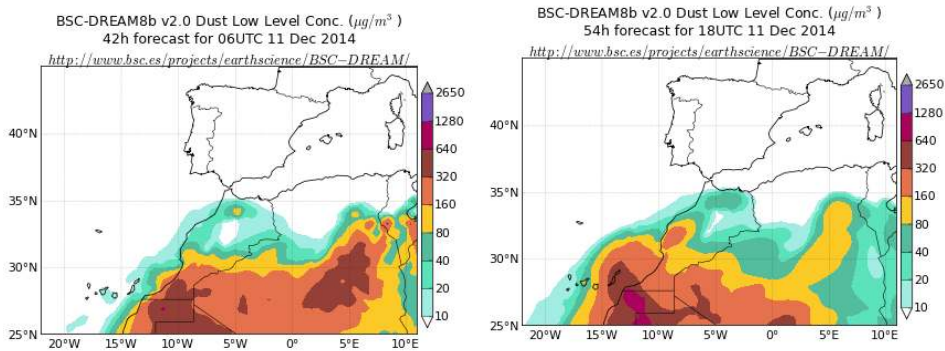 BSC-DREAM8b v2.0 Dust Low Level Conc. (μg/m³ )
42h forecast for 06UTC 11 Dec 2014
http://www.bsc.es/projects/earthscience/BSC-DREAM/
2650
1280
640
320
160
80
40
20
10
40°N
35°N
30°N
25°N
20°W
15°W
10°W
5°W
0°E
5°E
10°E
BSC-DREAM8b v2.0 Dust Low Level Conc. (μg/m³ )
54h forecast for 18UTC 11 Dec 2014
http://www.bsc.es/projects/earthscience/BSC-DREAM/
2650
1280
640
320
160
80
40
20
10
40°N
35°N
30°N
25°N
20°W
15°W
10°W
5°W
0°E
5°E
10°E